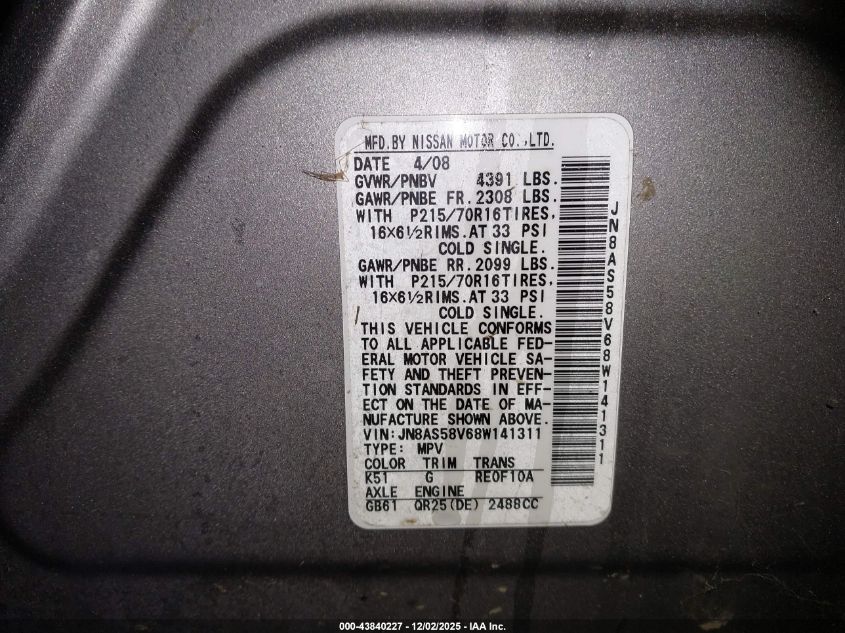 MFD.BY NISSAN MOTOR CO.,LTD.
DATE 4/08
GVWR/PNBV 4391 LBS.
GAWR/PNBE FR.2308 LBS.
WITH P215/70R16TIRES,
16X6½RIMS.AT 33 PSI
COLD SINGLE.
GAWR/PNBE RR.2099 LBS.
WITH P215/70R16TIRES,
16X6½RIMS.AT 33 PSI
COLD SINGLE.
THIS VEHICLE CONFORMS
TO ALL APPLICABLE FED-
ERAL MOTOR VEHICLE SA-
FETY AND THEFT PREVEN-
TION STANDARDS IN EFF-
ECT ON THE DATE OF MA-
NUFACTURE SHOWN ABOVE.
VIN:JN8AS58V68W141311
TYPE: MPV
COLOR TRIM TRANS
K51 G RE0F10A
AXLE ENGINE
GB61 QR25(DE) 2488CC
JN8AS58V68W141311
000-43840227 - 12/02/2025 - IAA Inc.